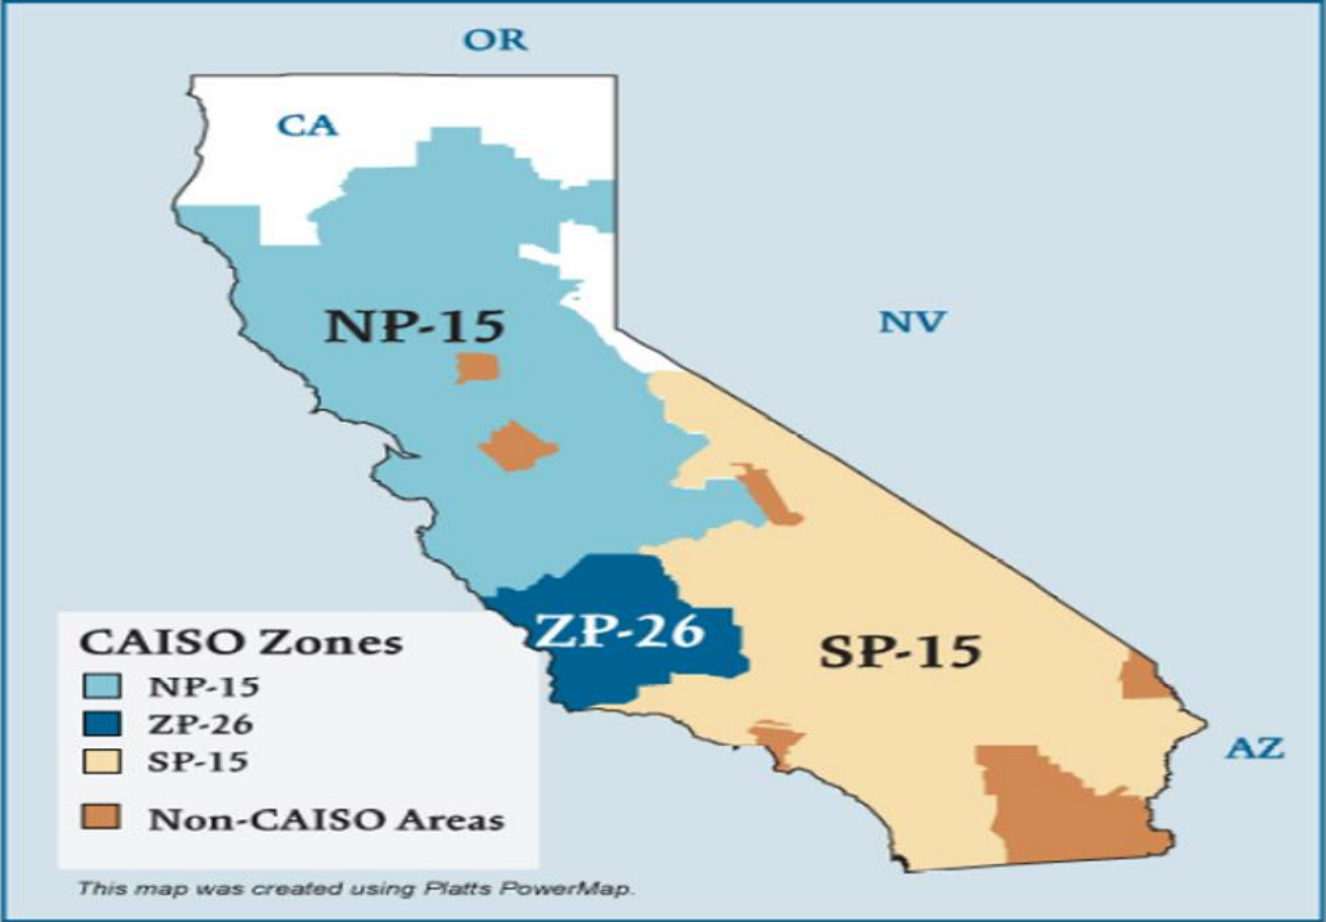 OR
CA
NV
NP-15
ZP-26
SP-15
AZ
CAISO Zones
NP-15
ZP-26
SP-15
Non-CAISO Areas
This map was created using Platts PowerMap.